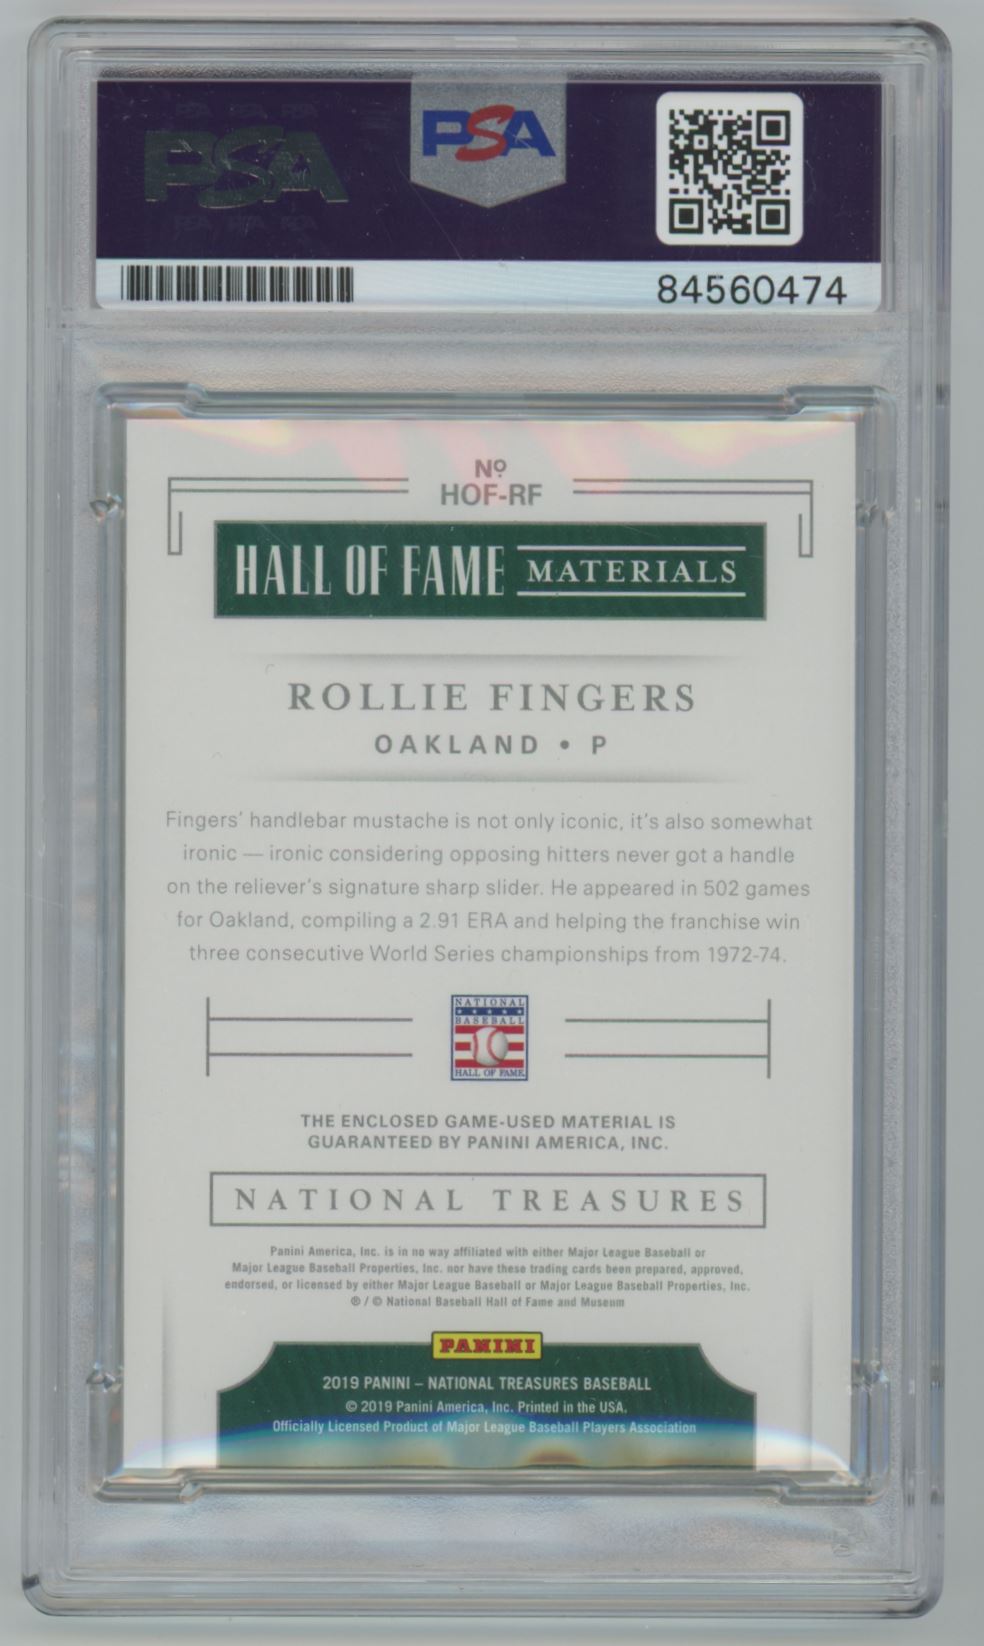 PSA PSA PSA
PSA
PSA PSA PSA
PSA
84560474
Nº
HOF-RF
HALL OF FAME MATERIALS
ROLLIE FINGERS
OAKLAND • P
Fingers' handlebar mustache is not only iconic, it's also somewhat
ironic — ironic considering opposing hitters never got a handle
on the reliever's signature sharp slider. He appeared in 502 games
for Oakland, compiling a 2.91 ERA and helping the franchise win
three consecutive World Series championships from 1972-74.
NATIONAL
BASEBALL
HALL OF FAME
THE ENCLOSED GAME-USED MATERIAL IS
GUARANTEED BY PANINI AMERICA, INC.
NATIONAL TREASURES
Panini America, Inc. is in no way affiliated with either Major League Baseball or
Major League Baseball Properties, Inc. nor have these trading cards been prepared, approved,
endorsed, or licensed by either Major League Baseball or Major League Baseball Properties, Inc.
® / © National Baseball Hall of Fame and Museum
PANINI
2019 PANINI – NATIONAL TREASURES BASEBALL
© 2019 Panini America, Inc. Printed in the USA.
Officially Licensed Product of Major League Baseball Players Association